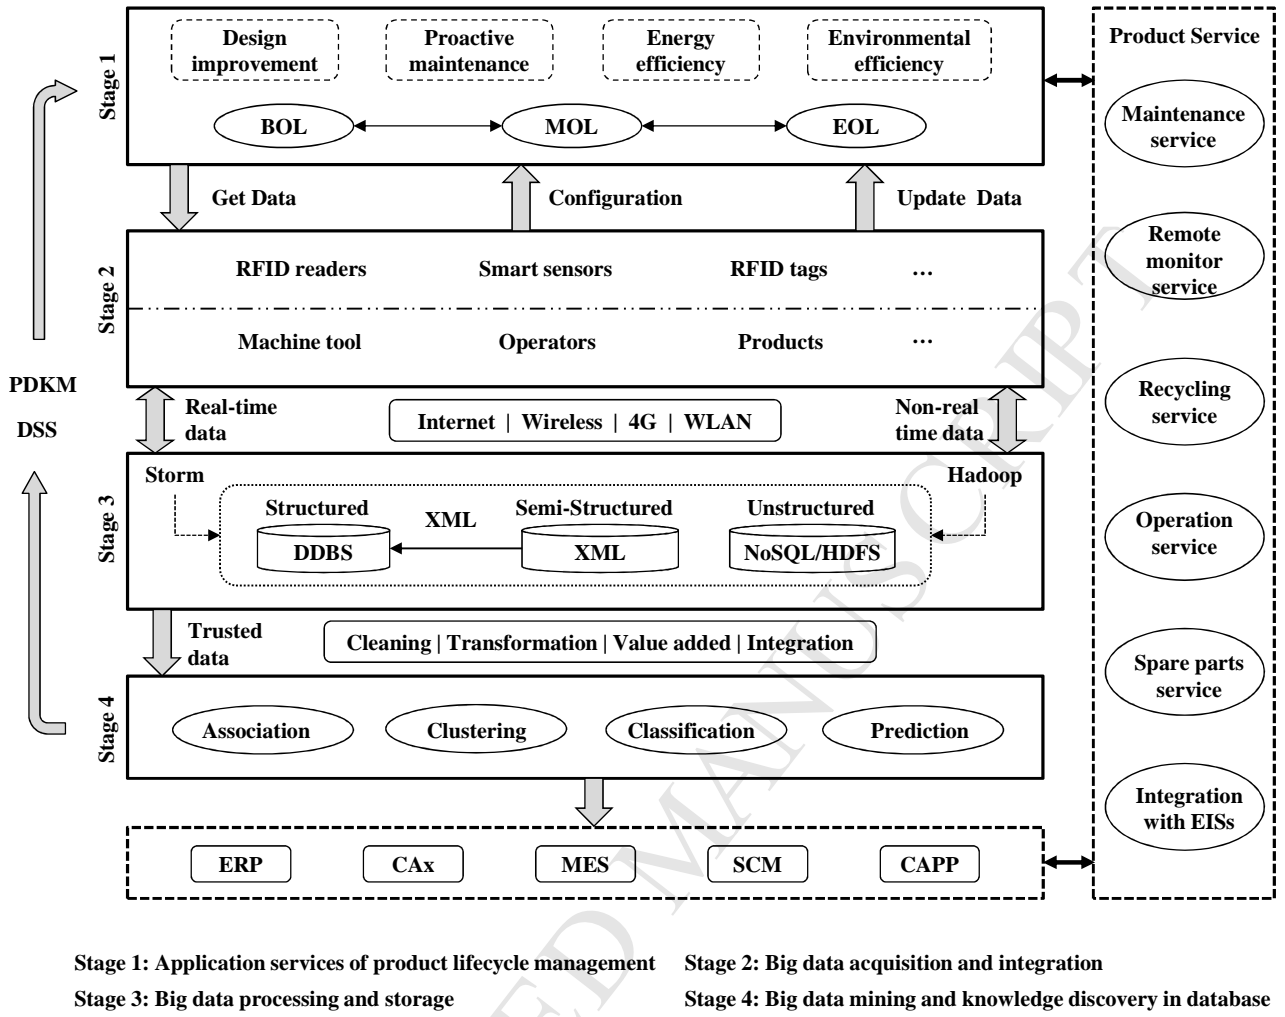 Stage 1
Design
improvement
Proactive
maintenance
Energy
efficiency
Environmental
efficiency
BOL
MOL
EOL
Get Data
Configuration
Update Data
Stage 2
RFID readers
Smart sensors
RFID tags
...
Machine tool
Operators
Products
...
PDKM
DSS
Real-time
data
Internet | Wireless | 4G | WLAN
Non-real
time data
Stage 3
Storm
Hadoop
Structured
DDBS
XML
Semi-Structured
XML
Unstructured
NoSQL/HDFS
Trusted
data
Cleaning | Transformation | Value added | Integration
Stage 4
Association
Clustering
Classification
Prediction
ERP
CAx
MES
SCM
CAPP
Product Service
Maintenance
service
Remote
monitor
service
Recycling
service
Operation
service
Spare parts
service
Integration
with EISs
Stage 1: Application services of product lifecycle management
Stage 2: Big data acquisition and integration
Stage 3: Big data processing and storage
Stage 4: Big data mining and knowledge discovery in database
ED MANUSCRIPT